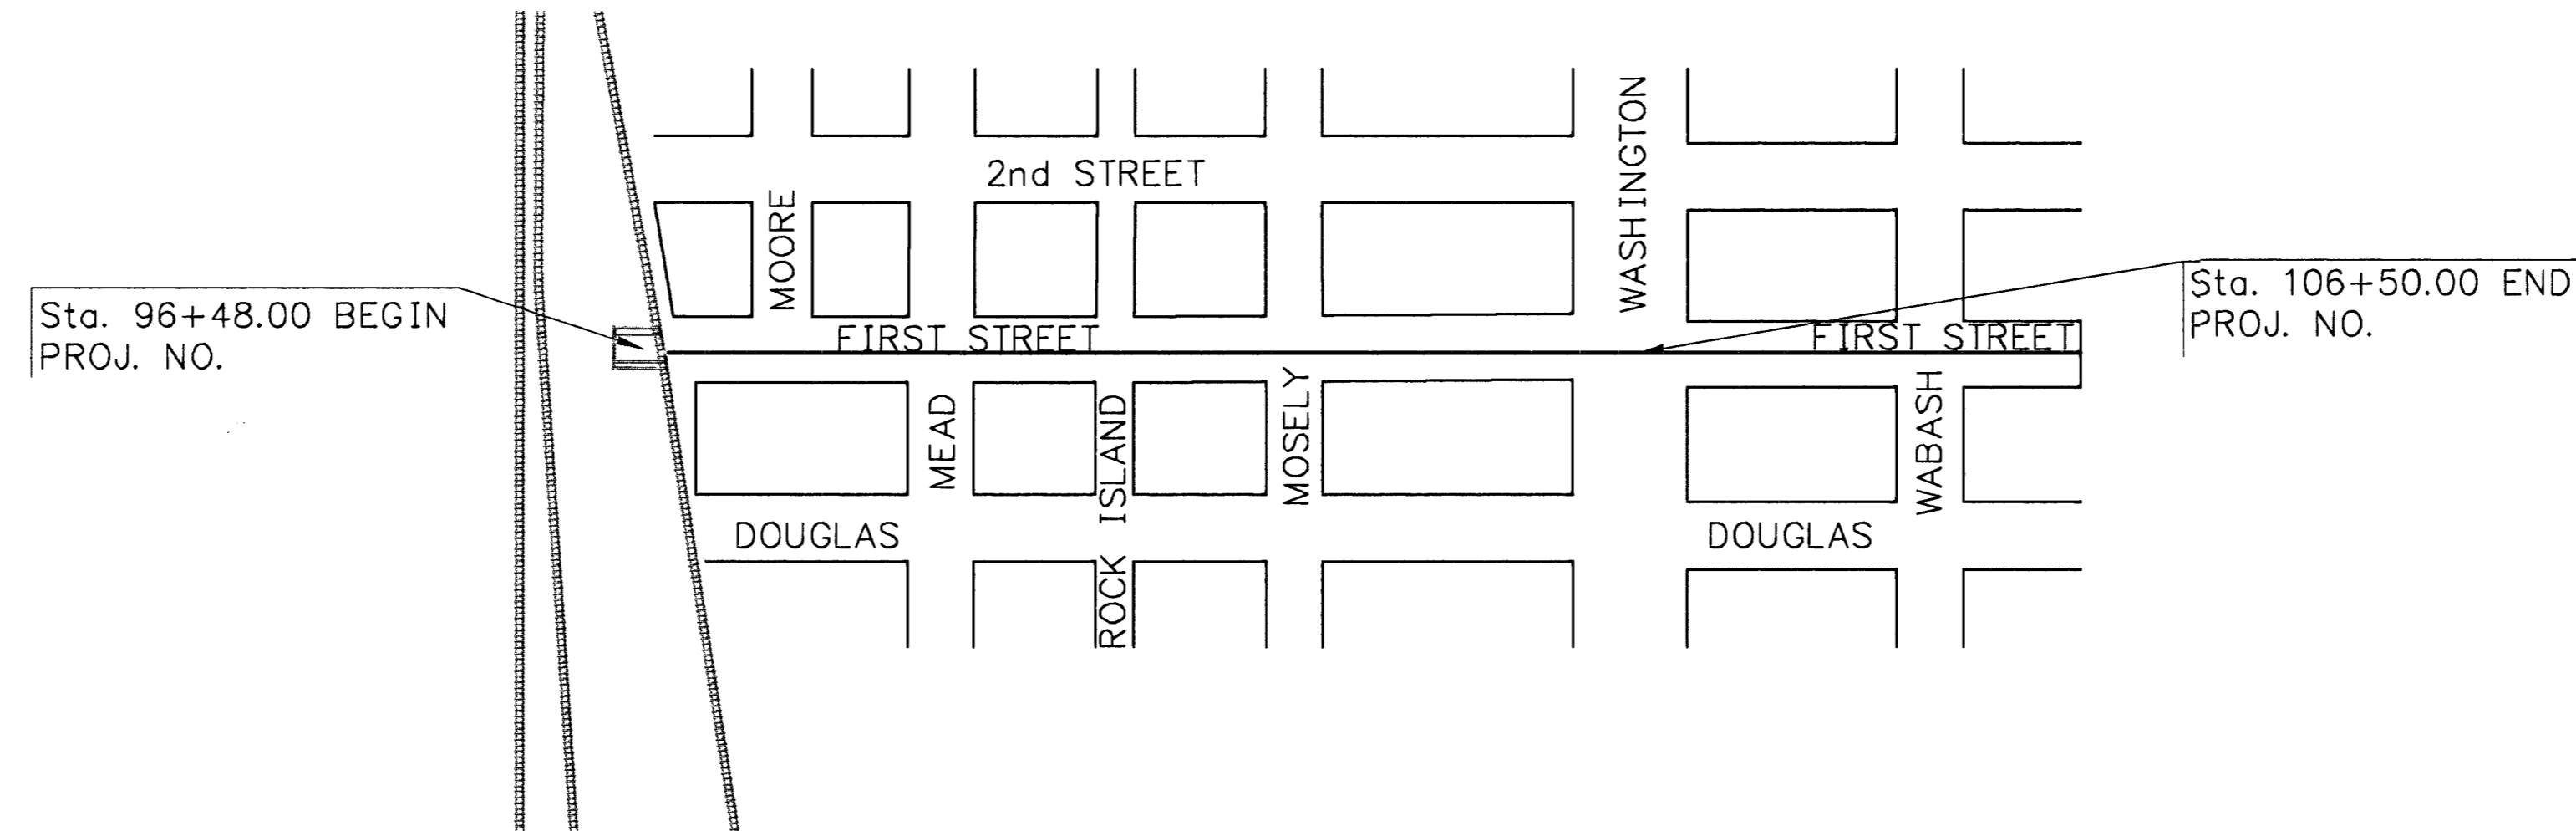 WASHINGTON
2nd STREET
MOORE
Sta. 96+48.00 BEGIN
PROJ. NO.
Sta. 106+50.00 END
PROJ. NO.
FIRST STREET
FIRST STREET
MEAD
ROCK ISLAND
MOSELY
WABASH
DOUGLAS
DOUGLAS